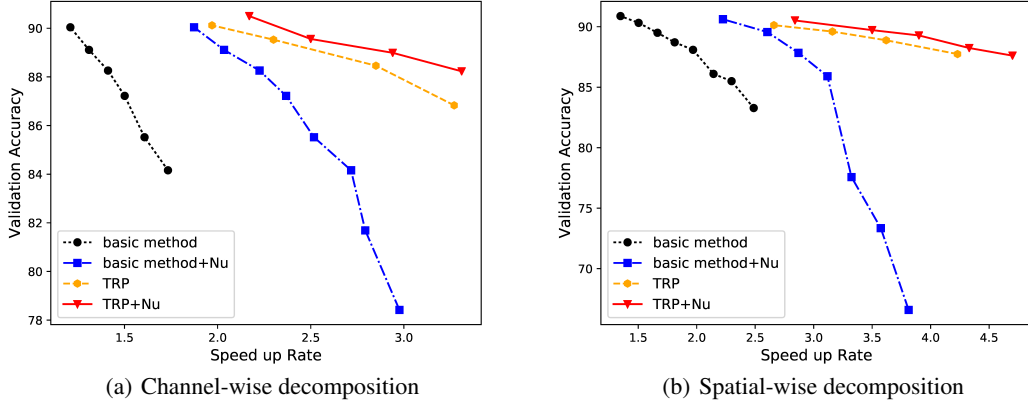 90
88
86
84
82
80
78
Validation Accuracy
basic method
basic method+Nu
TRP
TRP+Nu
1.5 2.0 2.5 3.0
Speed up Rate
(a) Channel-wise decomposition
90
85
80
75
70
Validation Accuracy
basic method
basic method+Nu
TRP
TRP+Nu
1.5 2.0 2.5 3.0 3.5 4.0 4.5
Speed up Rate
(b) Spatial-wise decomposition